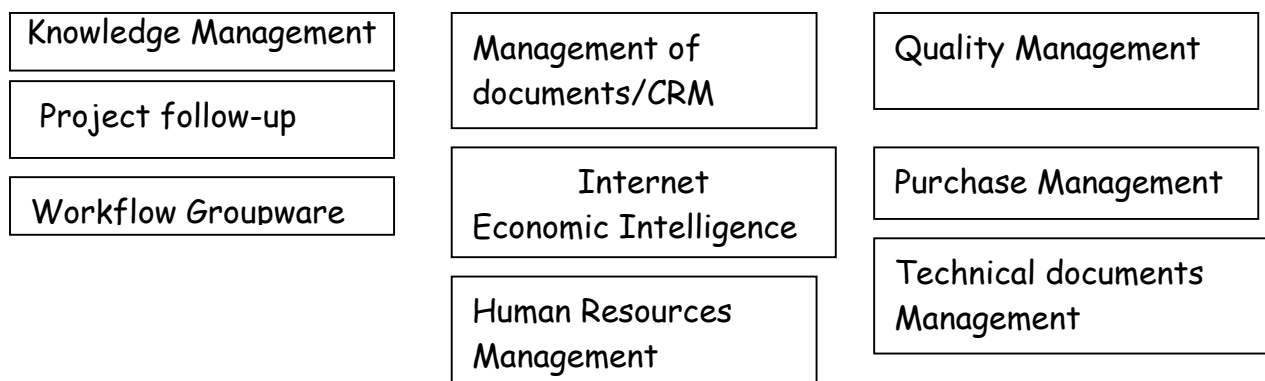 Knowledge Management
Project follow-up
Workflow Groupware
Management of
documents/CRM
Internet
Economic Intelligence
Human Resources
Management
Quality Management
Purchase Management
Technical documents
Management